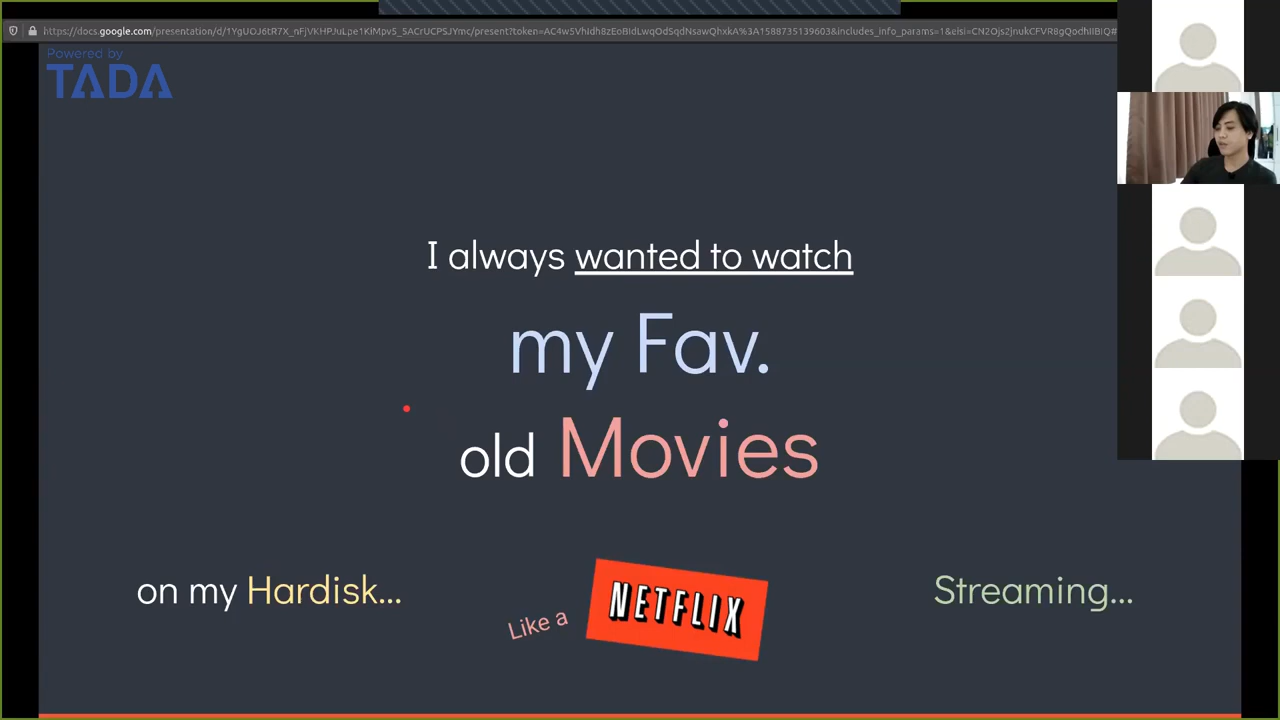 Powered by
TADA
I always wanted to watch
my Fav.
old Movies
on my Hardisk...
Like a
NETFLIX
Streaming...